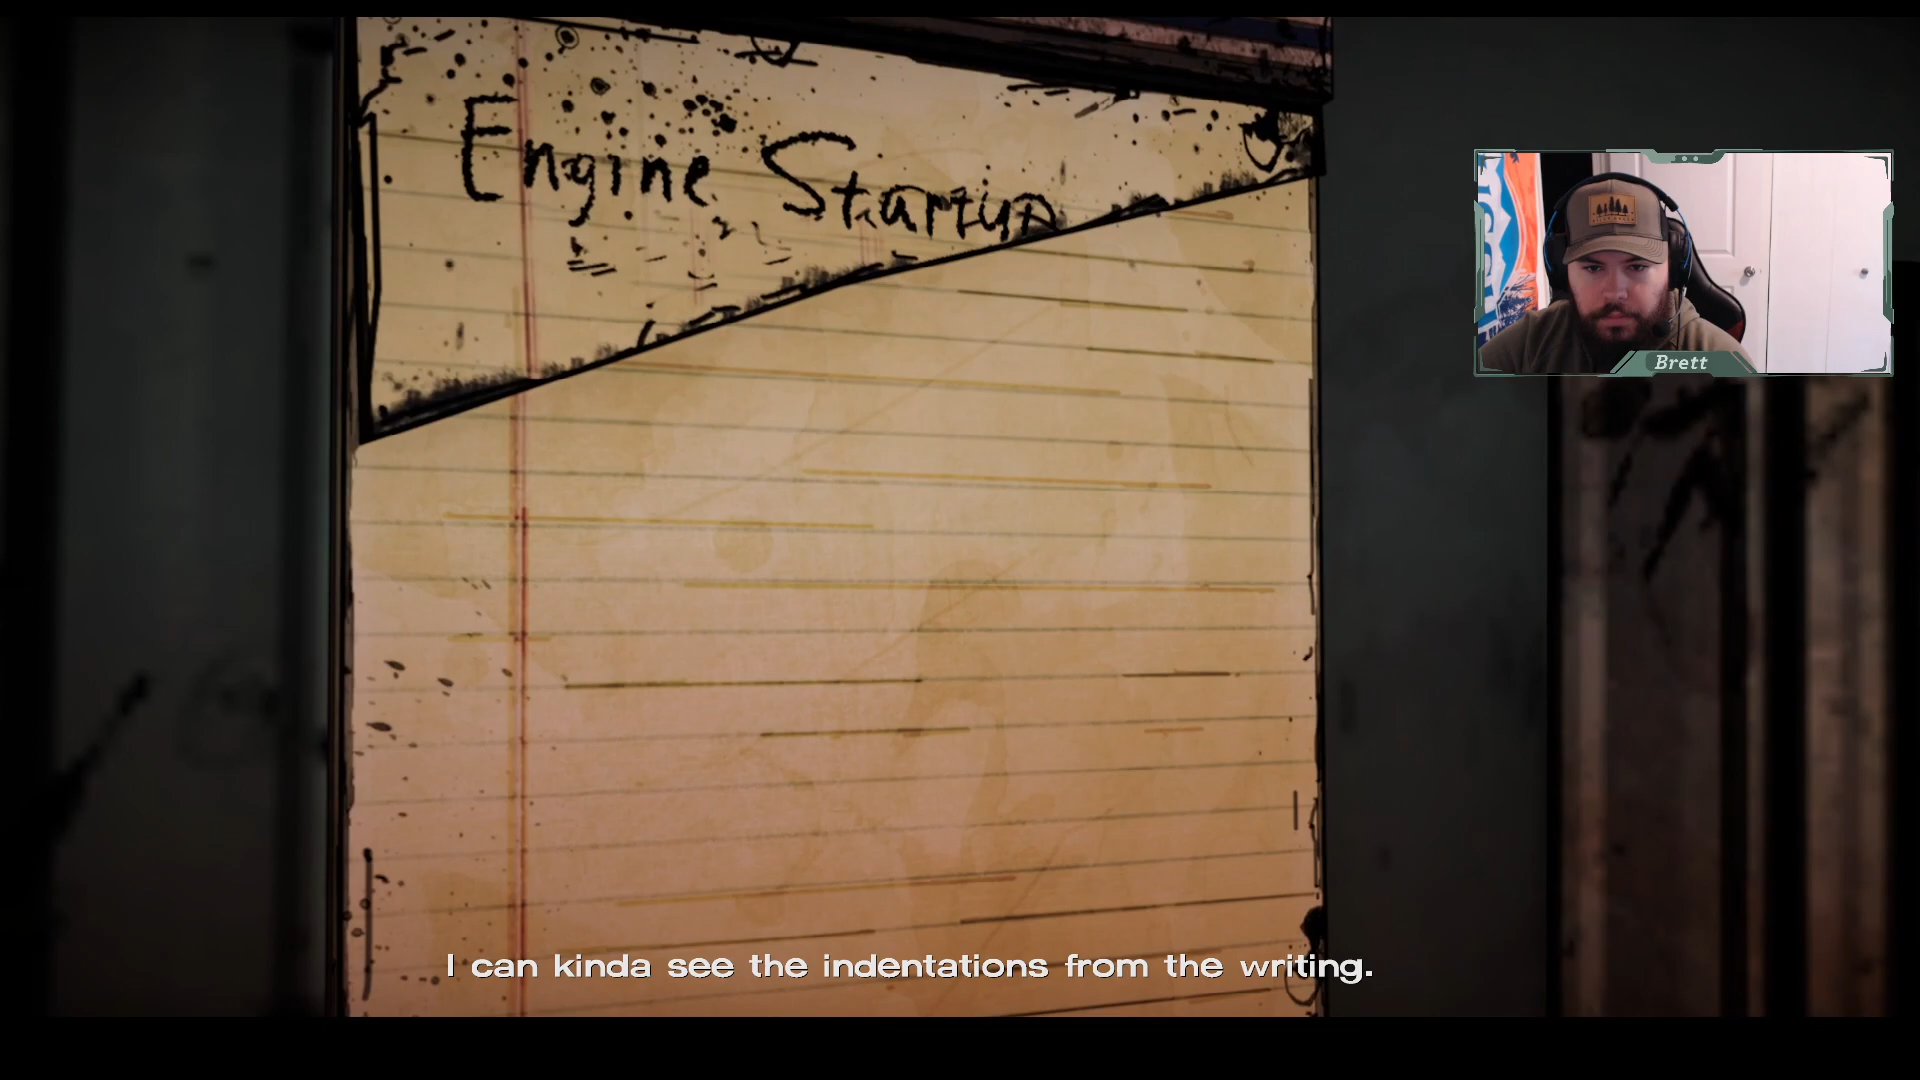 Engine Startup
Brett
I can kinda see the indentations from the writing.